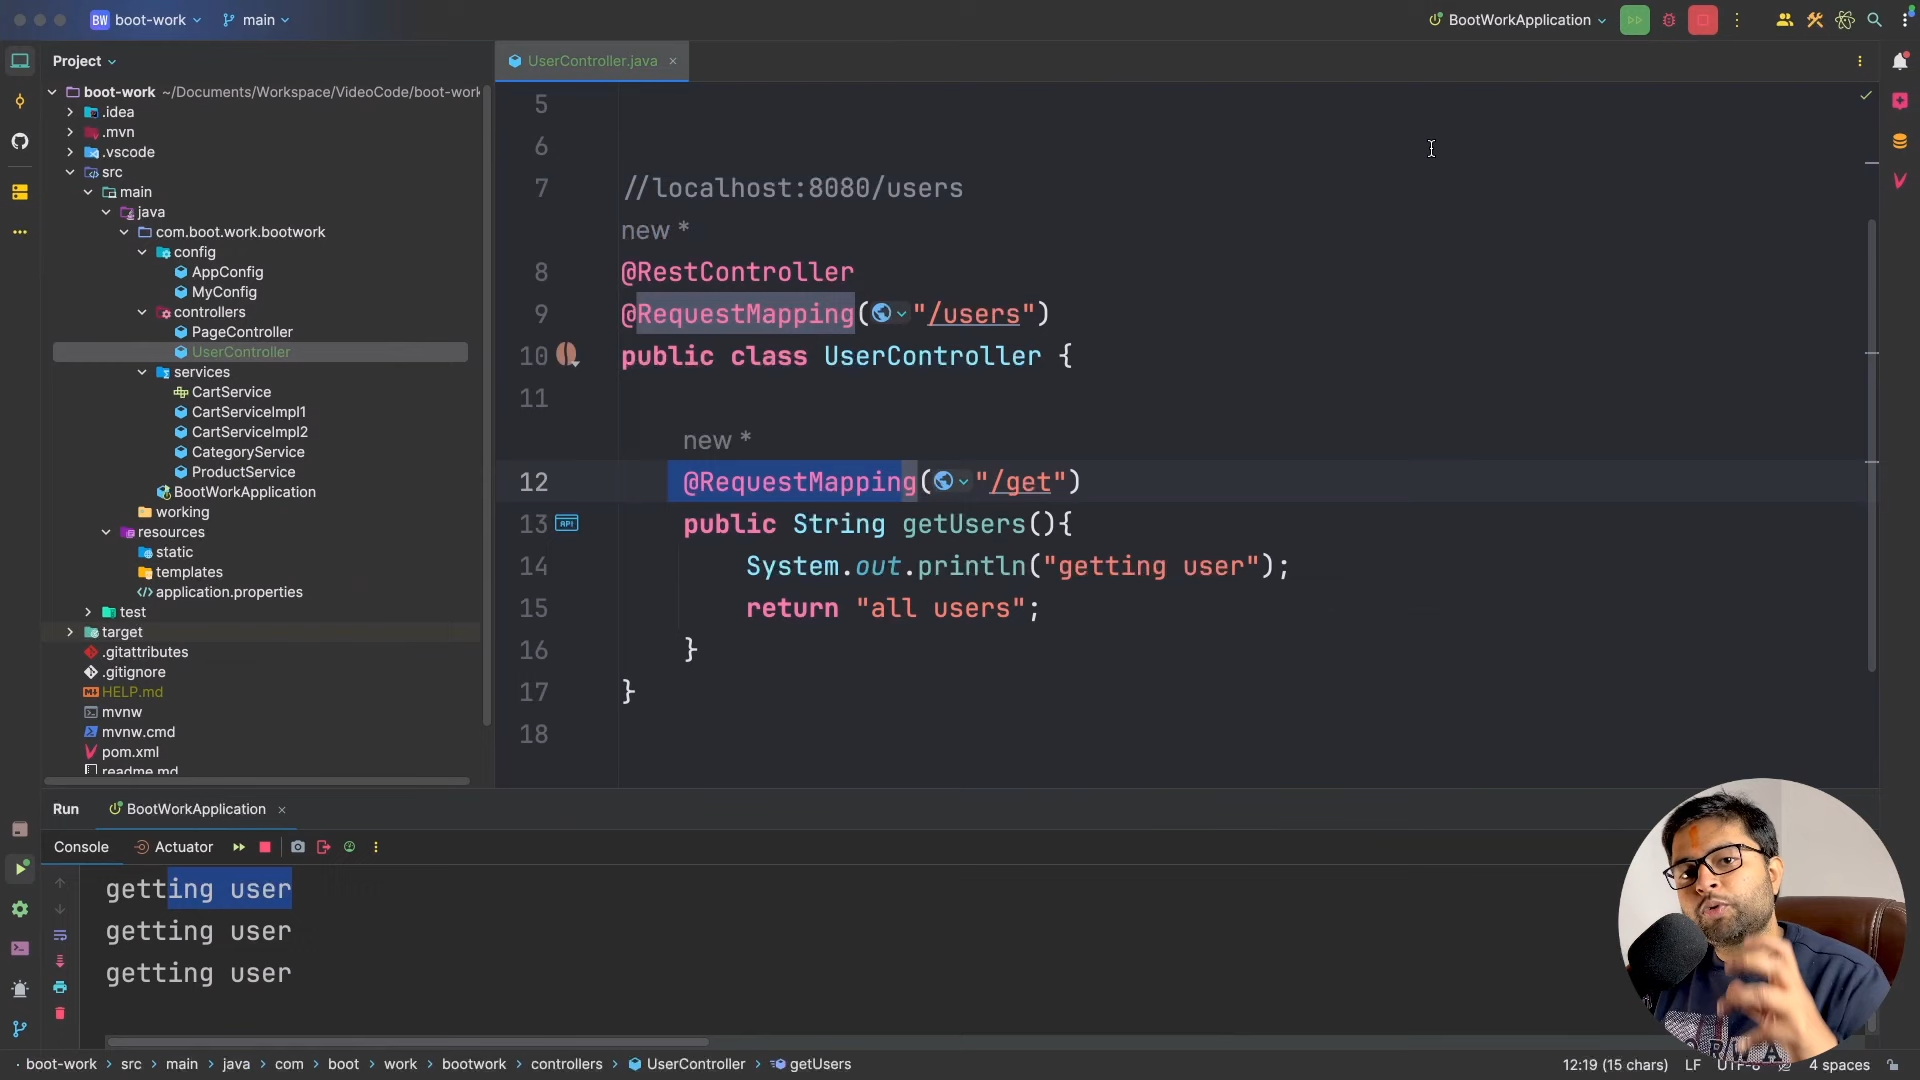 BW boot-work main BootWorkApplication
Project
UserController.java
boot-work ~/Documents/Workspace/VideoCode/boot-work
.idea
.mvn
.vscode
src
main
java
com.boot.work.bootwork
config
AppConfig
MyConfig
controllers
PageController
UserController
services
CartService
CartServiceImpl1
CartServiceImpl2
CategoryService
ProductService
BootWorkApplication
working
resources
static
templates
application.properties
test
target
.gitattributes
.gitignore
HELP.md
mvnw
mvnw.cmd
pom.xml
readme.md
5
6
7 //localhost:8080/users
new *
8 @RestController
9 @RequestMapping("/users")
10 public class UserController {
11
new *
12 @RequestMapping("/get")
13 API public String getUsers(){
14 System.out.println("getting user");
15 return "all users";
16 }
17 }
18
Run BootWorkApplication
Console Actuator
getting user
getting user
getting user
boot-work > src > main > java > com > boot > work > bootwork > controllers > UserController > getUsers 12:19 (15 chars) LF UTF-8 4 spaces